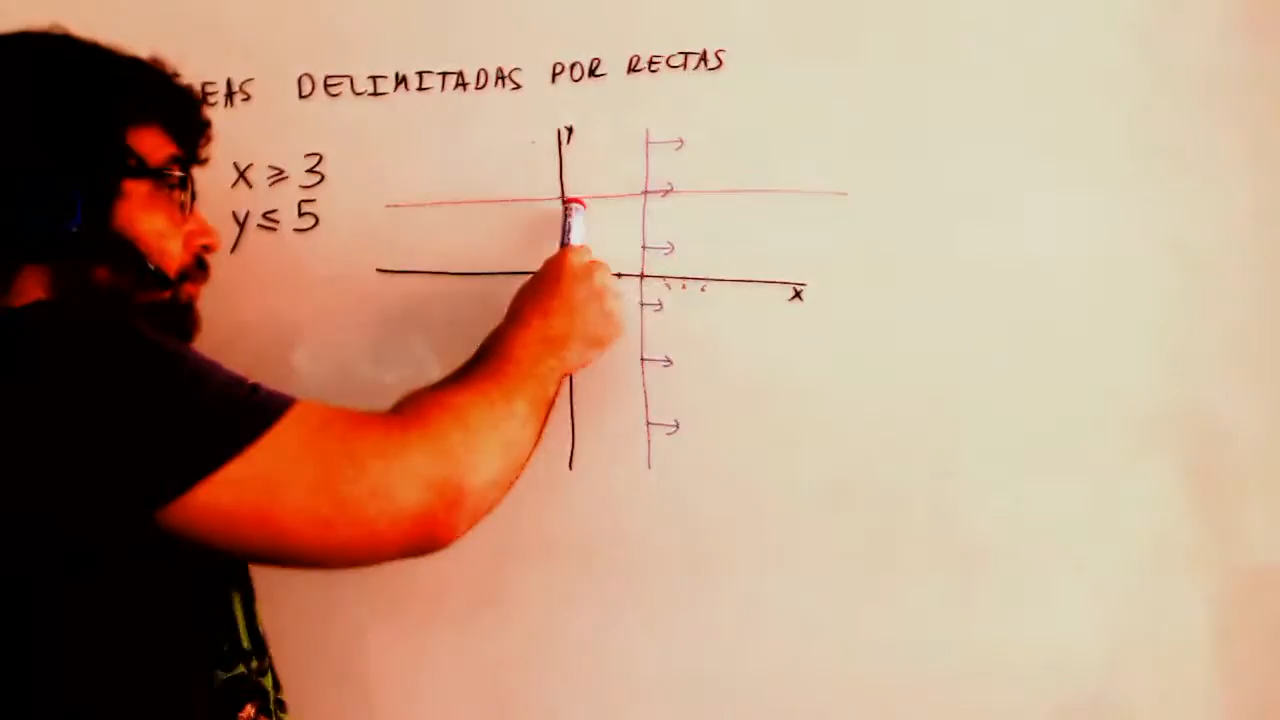 EAS DELIMITADAS POR RECTAS
x ≥ 3
y ≤ 5
y
x